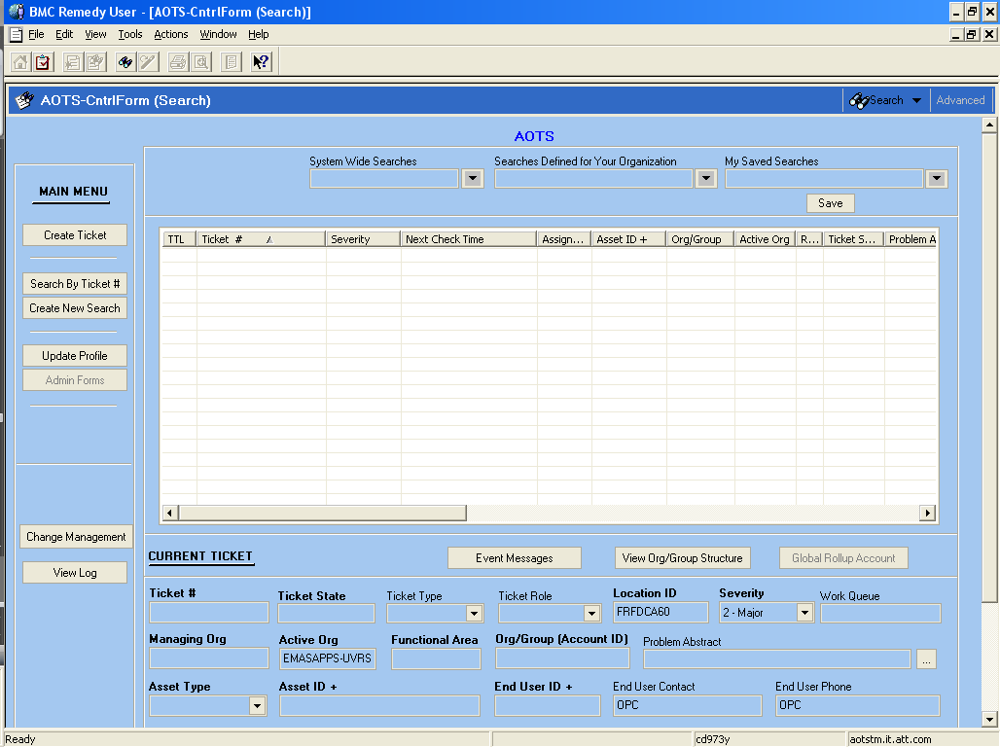 BMC Remedy User - [AOTS-CntrlForm (Search)]
File Edit View Tools Actions Window Help
AOTS-CntrlForm (Search) Search Advanced
AOTS
System Wide Searches Searches Defined for Your Organization My Saved Searches
Save
MAIN MENU
Create Ticket
Search By Ticket #
Create New Search
Update Profile
Admin Forms
Change Management
View Log
TTL Ticket # Severity Next Check Time Assign... Asset ID + Org/Group Active Org R... Ticket S... Problem A
CURRENT TICKET Event Messages View Org/Group Structure Global Rollup Account
Ticket # Ticket State Ticket Type Ticket Role Location ID Severity Work Queue
FRFDCA60 2 - Major
Managing Org Active Org Functional Area Org/Group (Account ID) Problem Abstract
EMASAPPS-UVRS ...
Asset Type Asset ID + End User ID + End User Contact End User Phone
OPC OPC
Ready cd973y aotstm.it.att.com